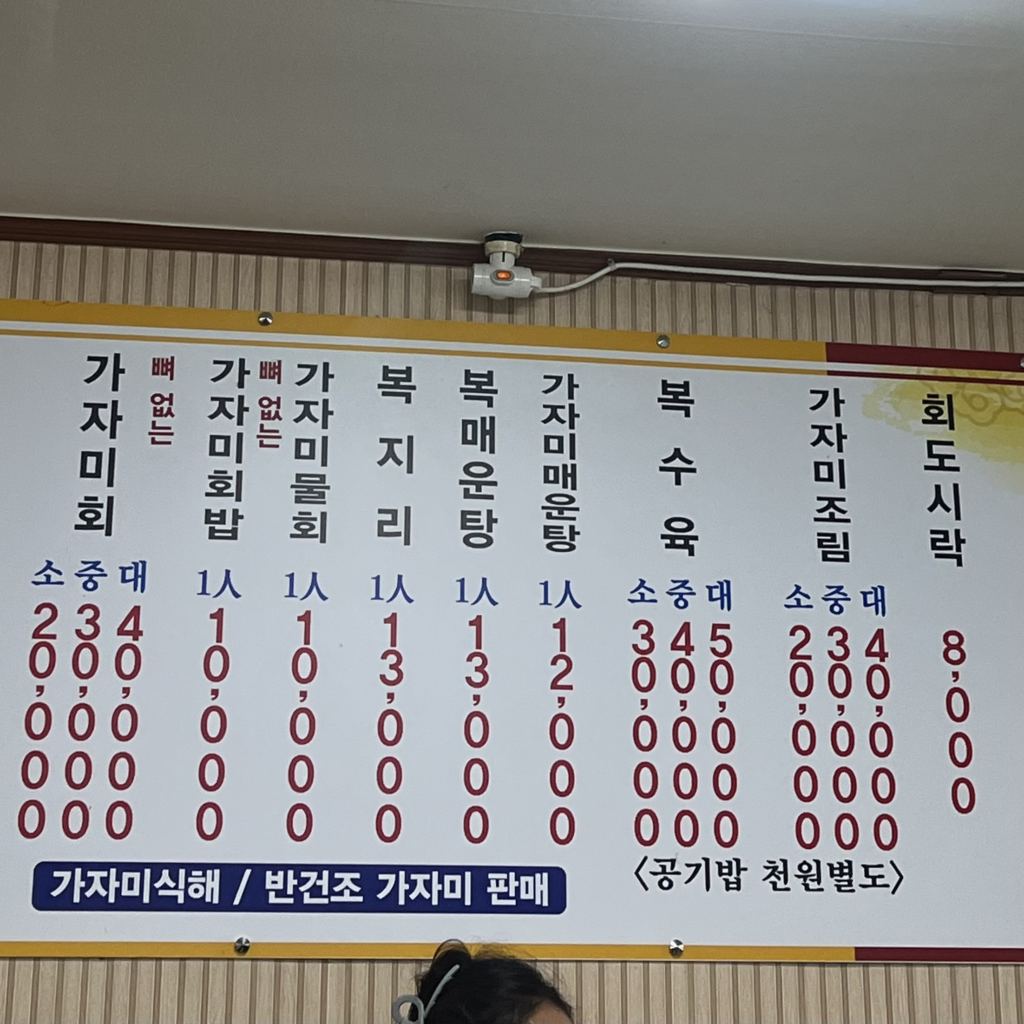 가자미회
소 중 대
20,000 30,000 40,000
뼈 없는
가자미회밥
1人
10,000
뼈 없는
가자미물회
1人
10,000
복지리
1人
13,000
복매운탕
1人
13,000
가자미매운탕
1人
12,000
복수육
소 중 대
30,000 40,000 50,000
가자미조림
소 중 대
20,000 30,000 40,000
회도시락
8,000
가자미식해 / 반건조 가자미 판매
〈공기밥 천원별도〉